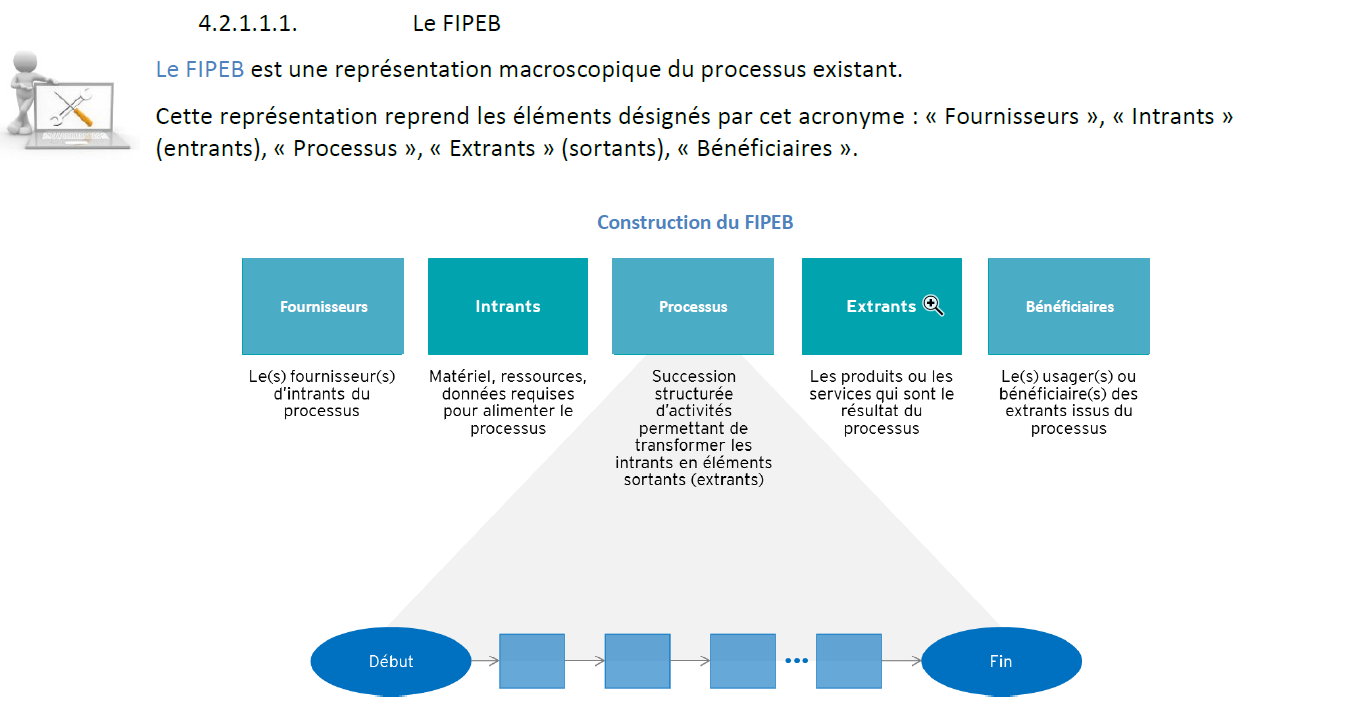 4.2.1.1.1. Le FIPEB
Le FIPEB est une représentation macroscopique du processus existant.
Cette représentation reprend les éléments désignés par cet acronyme : « Fournisseurs », « Intrants »
(entrants), « Processus », « Extrants » (sortants), « Bénéficiaires ».
Construction du FIPEB
Fournisseurs
Le(s) fournisseur(s)
d'intrants du
processus
Intrants
Matériel, ressources,
données requises
pour alimenter le
processus
Processus
Succession
structurée
d'activités
permettant de
transformer les
intrants en éléments
sortants (extrants)
Extrants
Les produits ou les
services qui sont le
résultat du
processus
Bénéficiaires
Le(s) usager(s) ou
bénéficiaire(s) des
extrants issus du
processus
Début
...
Fin